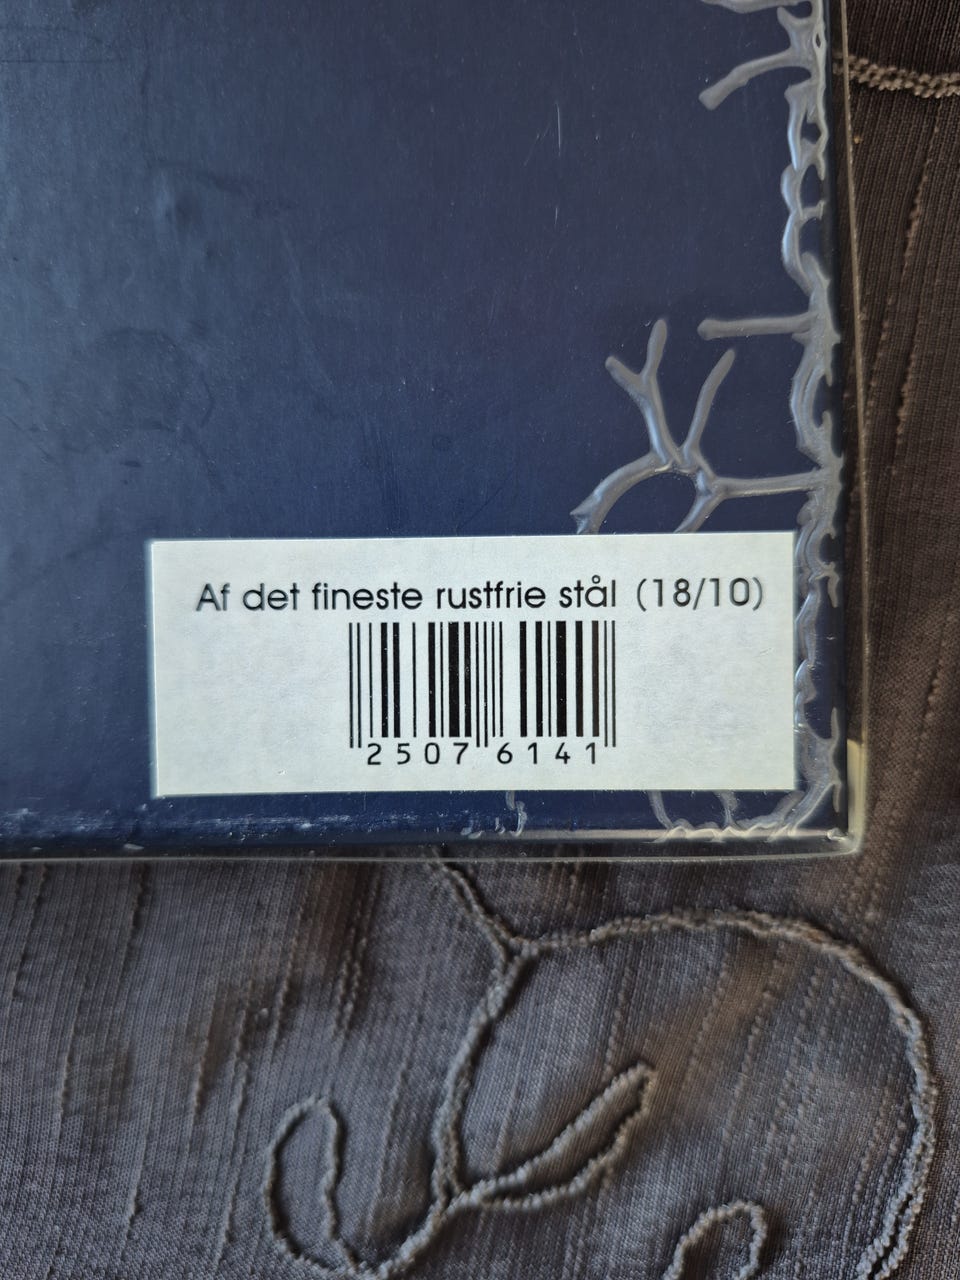 Af det fineste rustfrie stål (18/10)
2507 6141